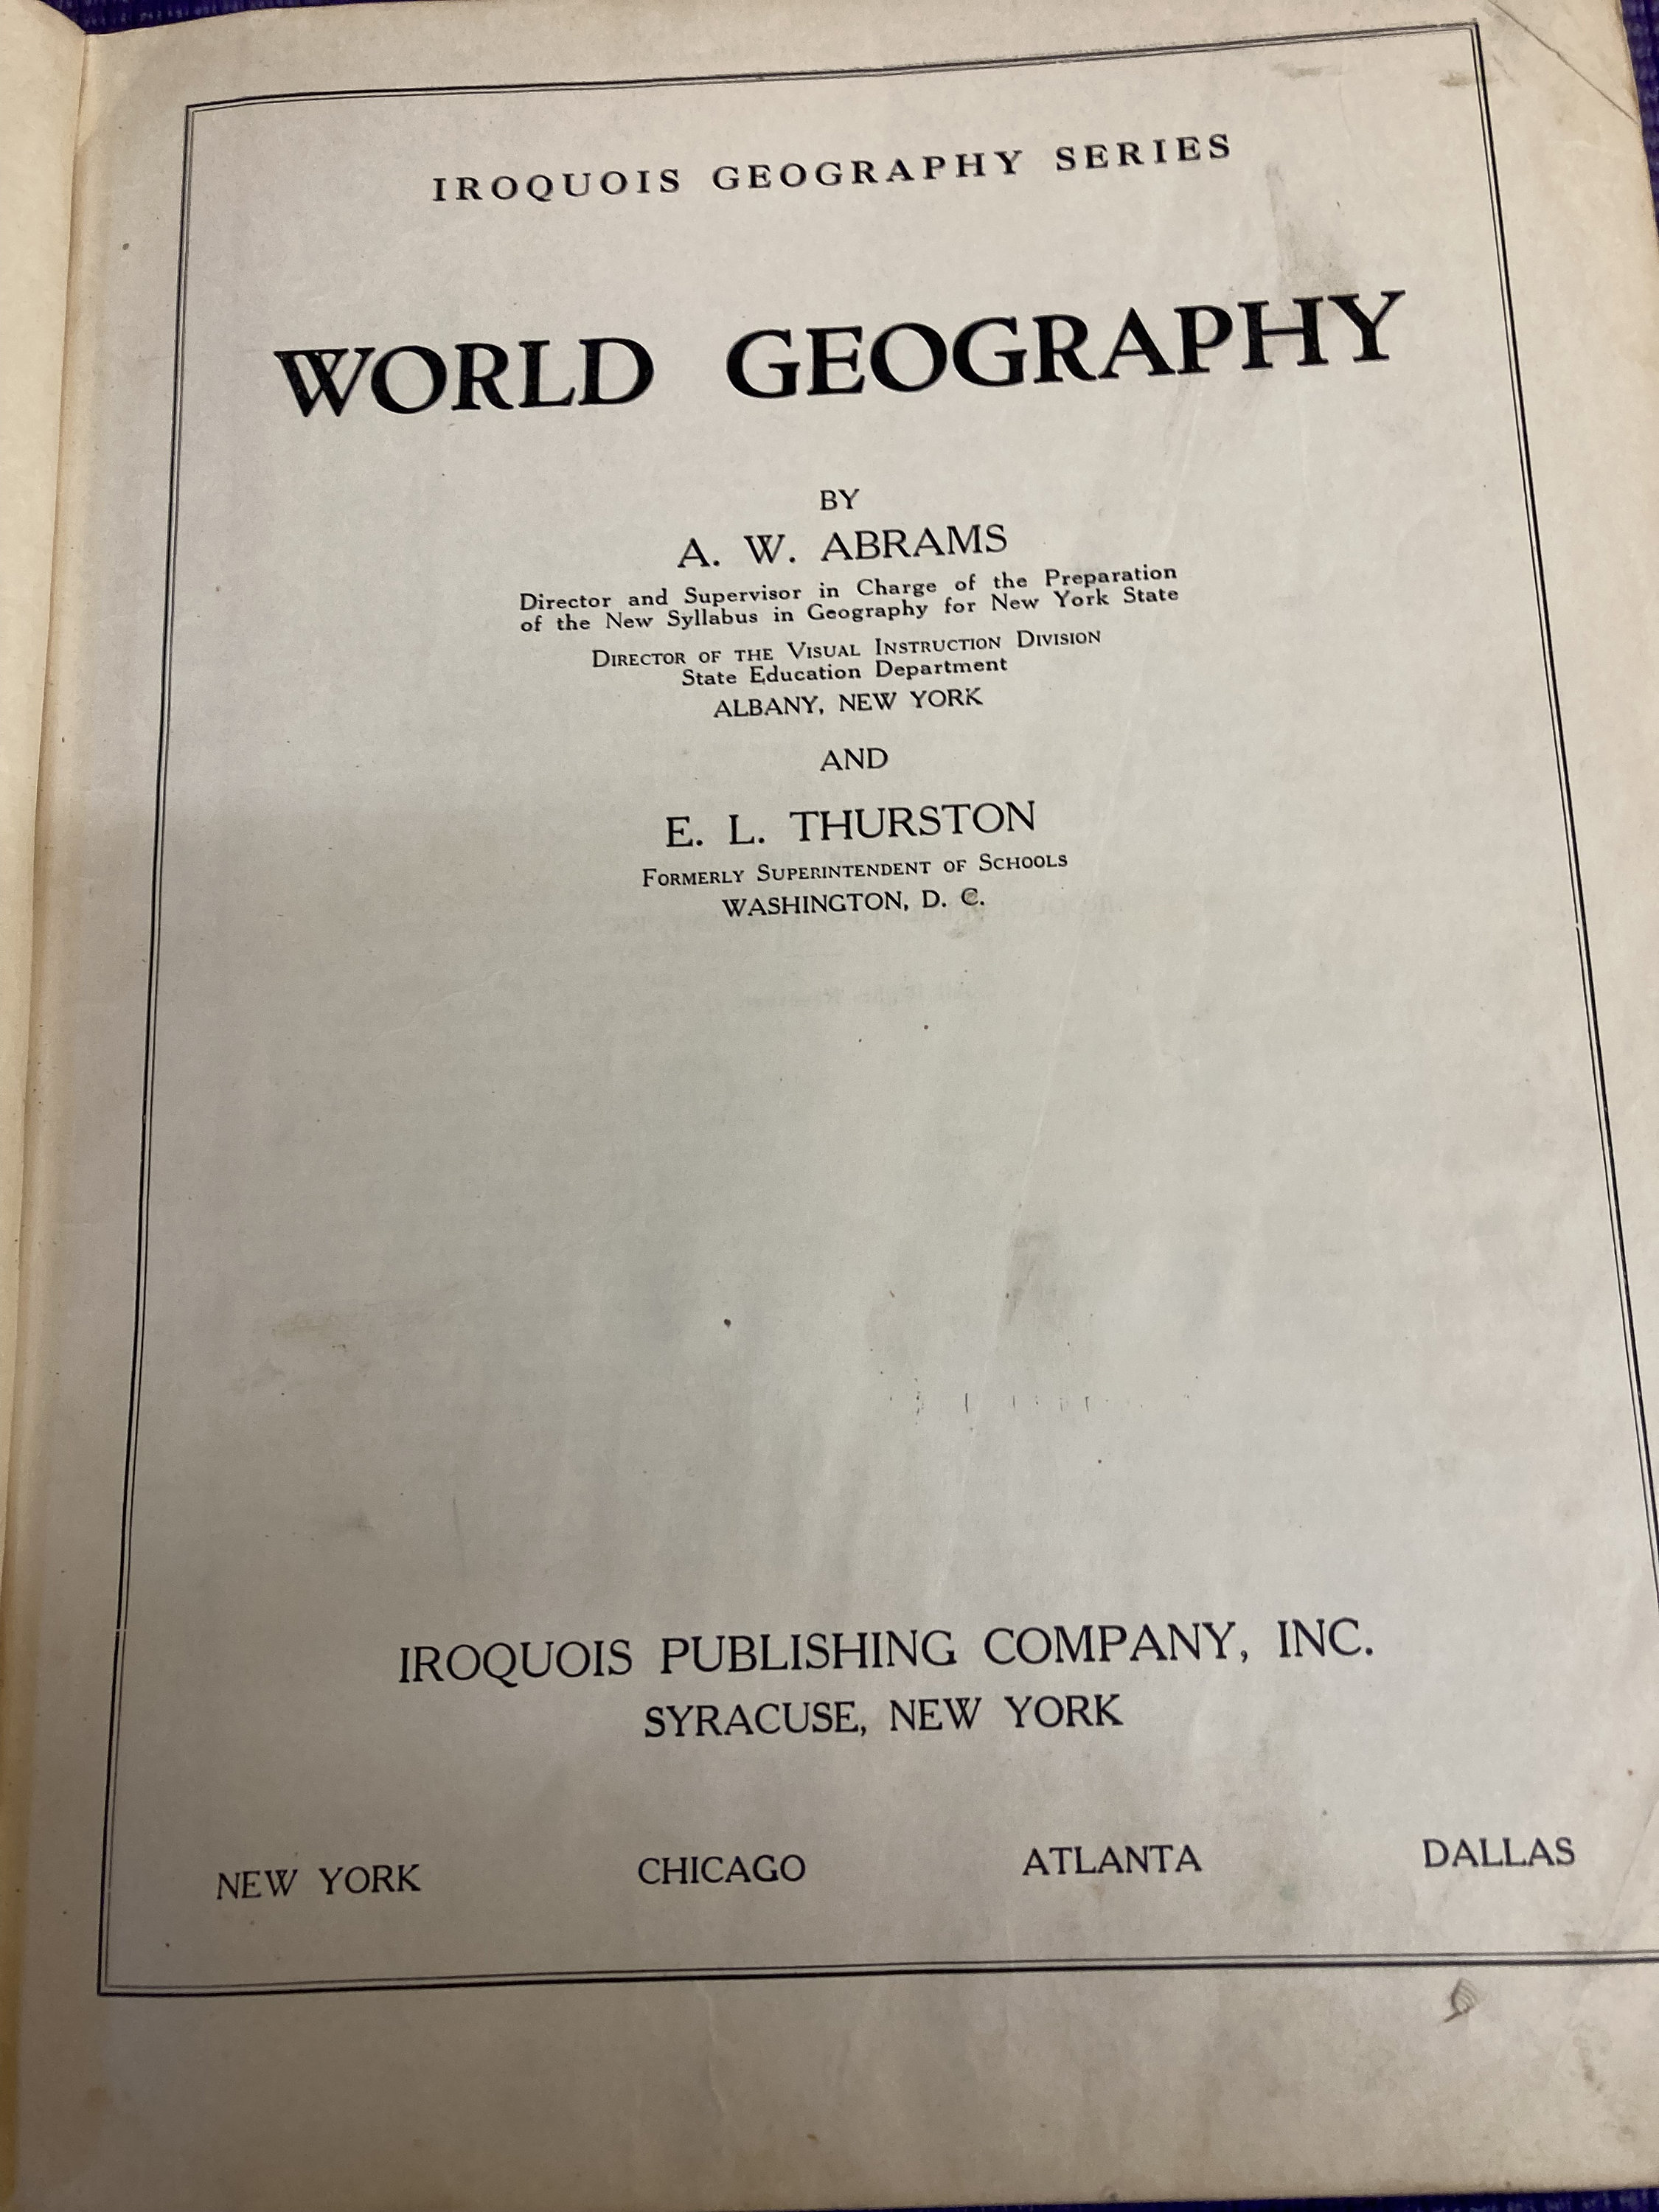 IROQUOIS GEOGRAPHY SERIES
WORLD GEOGRAPHY
BY
A. W. ABRAMS
Director and Supervisor in Charge of the Preparation
of the New Syllabus in Geography for New York State
DIRECTOR OF THE VISUAL INSTRUCTION DIVISION
State Education Department
ALBANY, NEW YORK
AND
E. L. THURSTON
FORMERLY SUPERINTENDENT OF SCHOOLS
WASHINGTON, D. C.
IROQUOIS PUBLISHING COMPANY, INC.
SYRACUSE, NEW YORK
NEW YORK CHICAGO ATLANTA DALLAS